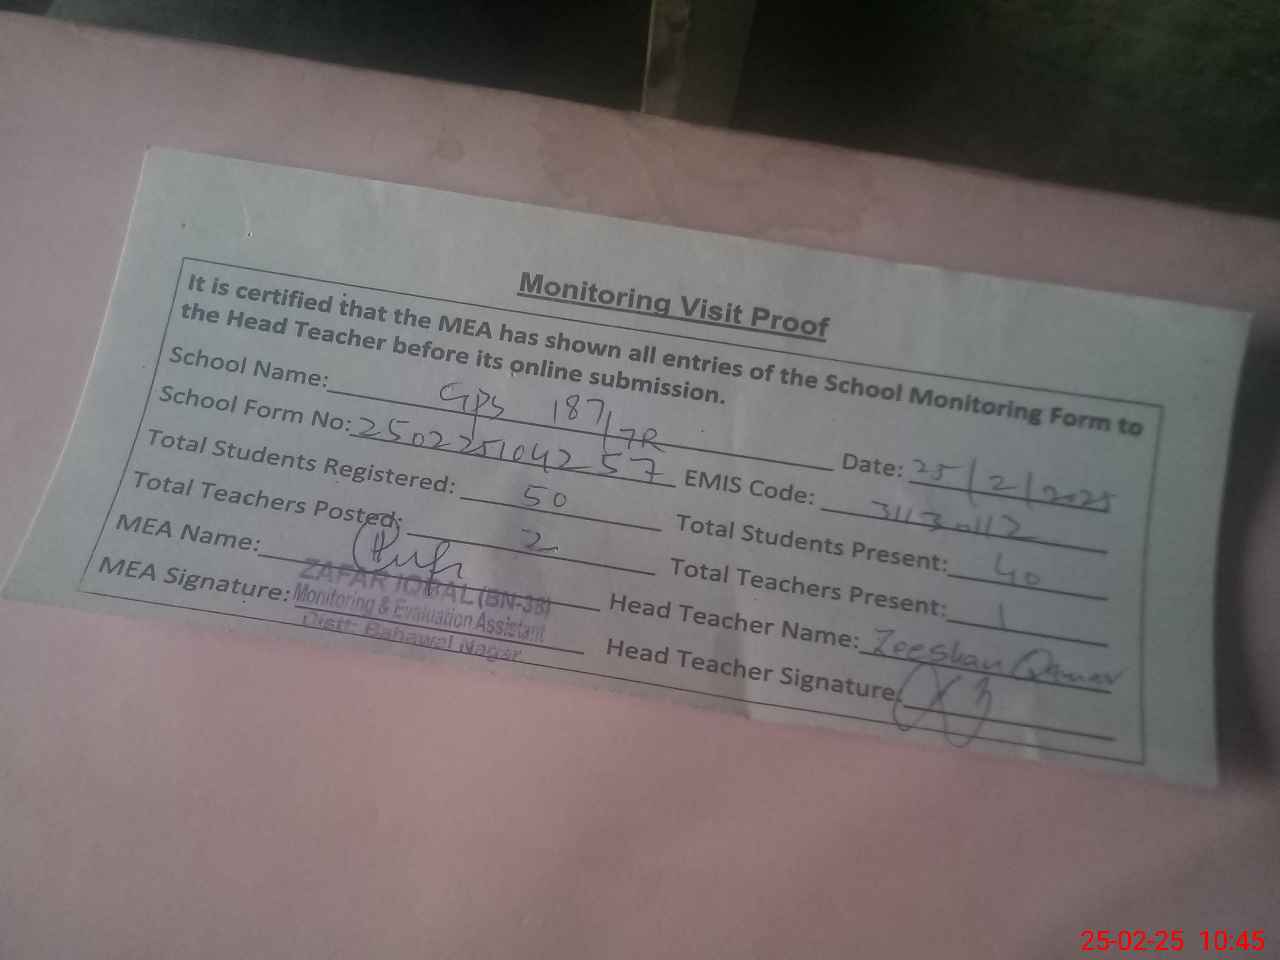 Monitoring Visit Proof
It is certified that the MEA has shown all entries of the School Monitoring Form to
the Head Teacher before its online submission.
School Name: GPS 187/7R Date: 25/2/2025
School Form No: 250225104257 EMIS Code: 31130112
Total Students Registered: 50 Total Students Present: 40
Total Teachers Posted: 2 Total Teachers Present: 1
MEA Name: Head Teacher Name: Zeeshan Qamar
MEA Signature: Head Teacher Signature:
ZAFAR IQBAL (BN-38)
Monitoring & Evaluation Assistant
Distt: Bahawal Nagar
25-02-25 10:45